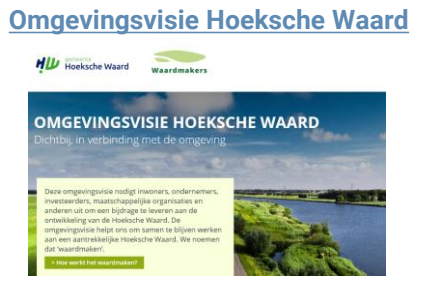 Omgevingsvisie Hoeksche Waard
gemeente
Hoeksche Waard
Waardmakers
OMGEVINGSVISIE HOEKSCHE WAARD
Dichtbij, in verbinding met de omgeving
Deze omgevingsvisie nodigt inwoners, ondernemers,
investeerders, maatschappelijke organisaties en
anderen uit om een bijdrage te leveren aan de
ontwikkeling van de Hoeksche Waard. De
omgevingsvisie helpt ons om samen te blijven werken
aan een aantrekkelijke Hoeksche Waard. We noemen
dat 'waardmaken'.
> Hoe werkt het waardmaken?